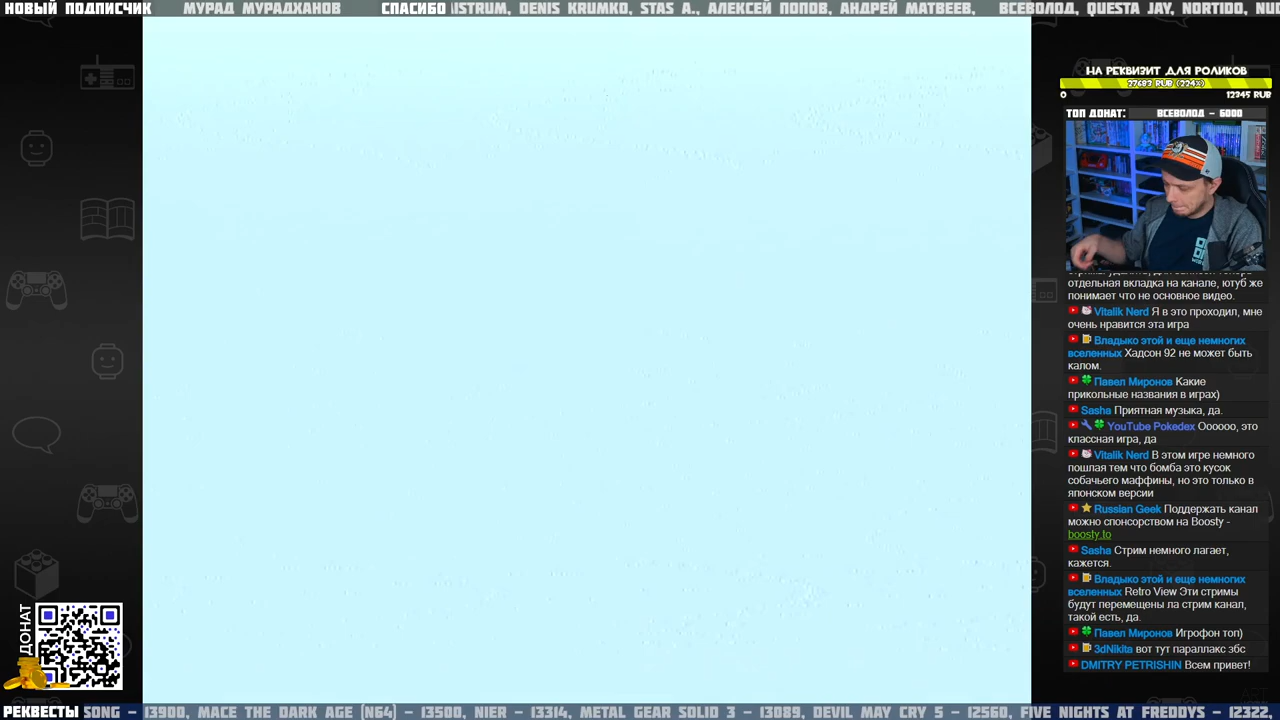 НОВЫЙ ПОДПИСЧИК МУРАД МУРАДХАНОВ СПАСИБО ISTRUM, DENIS KRUMKO, STAS A., АЛЕКСЕЙ ПОПОВ, АНДРЕЙ МАТВЕЕВ, ВСЕВОЛОД, QUESTA JAY, NORTIDO,
НА РЕКВИЗИТ ДЛЯ РОЛИКОВ
27683 RUB (224%)
0 12345 RUB
ТОП ДОНАТ: ВСЕВОЛОД - 6000
отдельная вкладка на канале, ютуб же
понимает что не основное видео.
Vitalik Nerd Я в это проходил, мне
очень нравится эта игра
Владыко этой и еще немногих
вселенных Хадсон 92 не может быть
калом.
Павел Миронов Какие
прикольные названия в играх)
Sasha Приятная музыка, да.
YouTube Pokedex Оооооо, это
классная игра, да
Vitalik Nerd В этом игре немного
пошлая тем что бомба это кусок
собачьего маффины, но это только в
японском версии
Russian Geek Поддержать канал
можно спонсорством на Boosty -
boosty.to
Sasha Стрим немного лагает,
кажется.
Владыко этой и еще немногих
вселенных Retro View Эти стримы
будут перемещены ла стрим канал,
такой есть, да.
Павел Миронов Игрофон топ)
3dNikita вот тут параллакс збс
DMITRY PETRISHIN Всем привет!
ДОНАТ
РЕКВЕСТЫ SONG - 13900, MACE THE DARK AGE (N64) - 13500, NIER - 13314, METAL GEAR SOLID 3 - 13089, DEVIL MAY CRY 5 - 12560, FIVE NIGHTS AT FREDDYS - 12322,